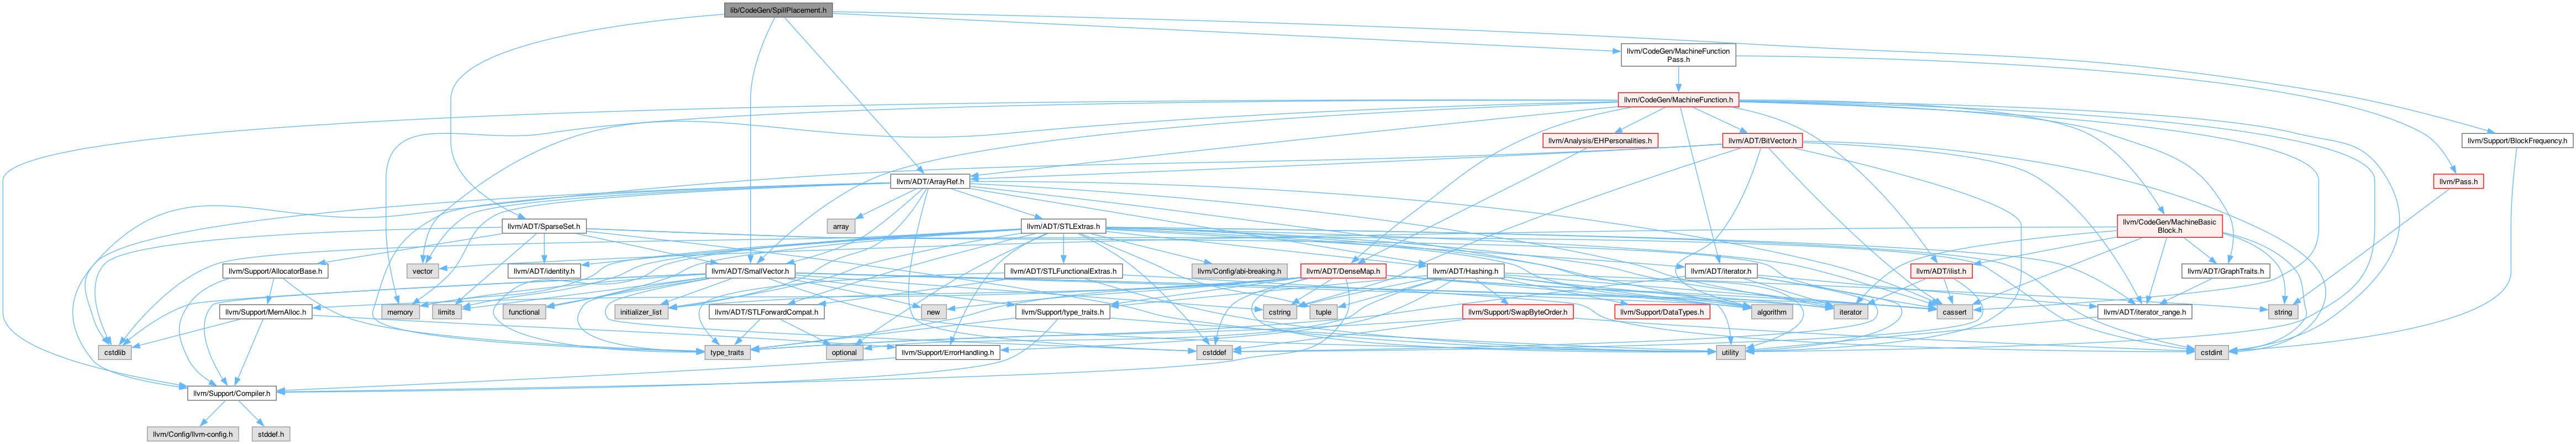 lib/CodeGen/SpillPlacement.h
llvm/CodeGen/MachineFunction
Pass.h
llvm/CodeGen/MachineFunction.h
llvm/Analysis/EHPersonalities.h
llvm/ADT/BitVector.h
llvm/Support/BlockFrequency.h
llvm/ADT/ArrayRef.h
llvm/Pass.h
array
llvm/ADT/SparseSet.h
llvm/ADT/STLExtras.h
llvm/CodeGen/MachineBasic
Block.h
llvm/Support/AllocatorBase.h
vector
llvm/ADT/identity.h
llvm/ADT/SmallVector.h
llvm/ADT/STLFunctionalExtras.h
llvm/Config/abi-breaking.h
llvm/ADT/DenseMap.h
llvm/ADT/Hashing.h
llvm/ADT/iterator.h
llvm/ADT/ilist.h
llvm/ADT/GraphTraits.h
llvm/Support/MemAlloc.h
memory
limits
functional
initializer_list
llvm/ADT/STLForwardCompat.h
new
llvm/Support/type_traits.h
cstring
tuple
llvm/Support/SwapByteOrder.h
llvm/Support/DataTypes.h
algorithm
iterator
cassert
llvm/ADT/iterator_range.h
string
cstdlib
type_traits
optional
llvm/Support/ErrorHandling.h
cstddef
utility
cstdint
llvm/Support/Compiler.h
llvm/Config/llvm-config.h
stddef.h